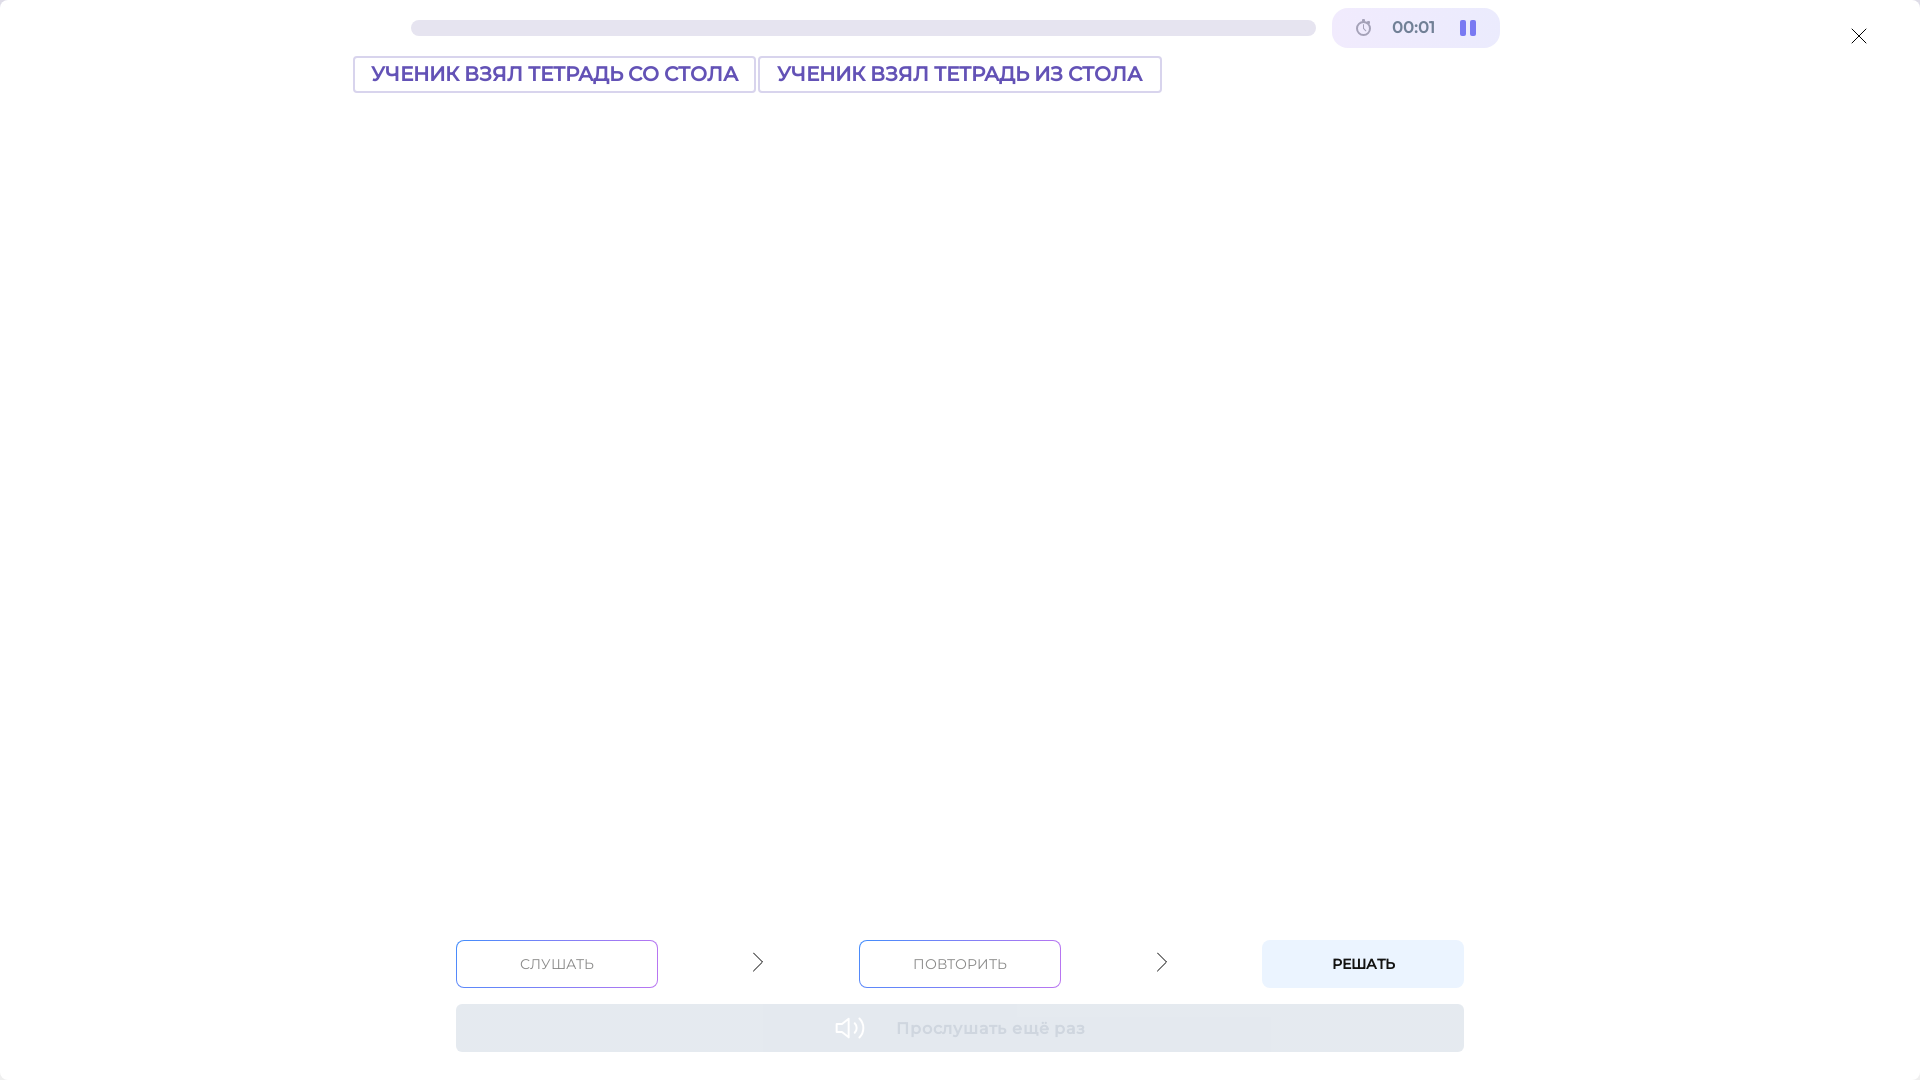 00:01
УЧЕНИК ВЗЯЛ ТЕТРАДЬ СО СТОЛА УЧЕНИК ВЗЯЛ ТЕТРАДЬ ИЗ СТОЛА
СЛУШАТЬ ПОВТОРИТЬ РЕШАТЬ
Прослушать ещё раз